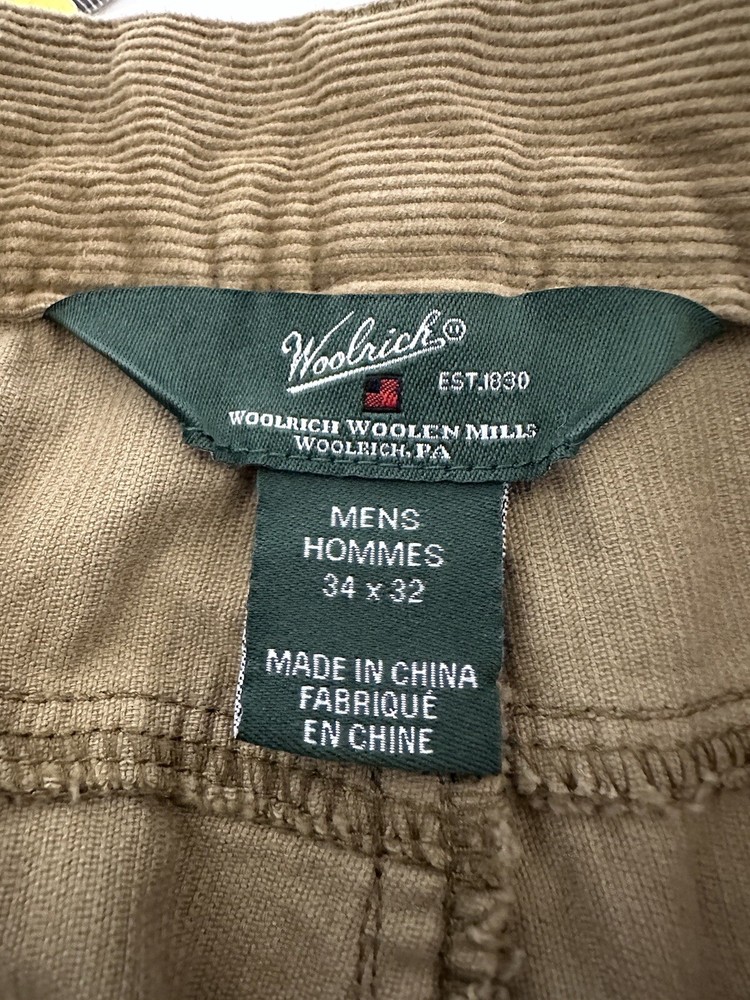 Woolrich
EST.1830
WOOLRICH WOOLEN MILLS
WOOLRICH, PA
MENS
HOMMES
34 x 32
MADE IN CHINA
FABRIQUÉ
EN CHINE